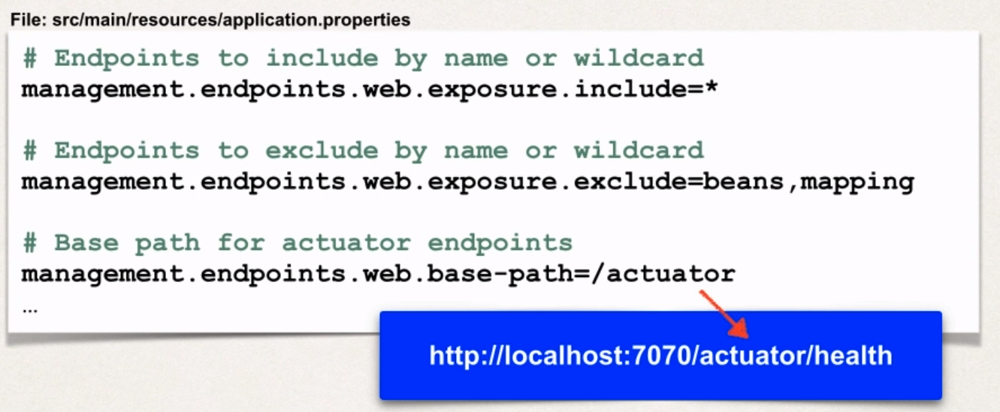 File: src/main/resources/application.properties
# Endpoints to include by name or wildcard
management.endpoints.web.exposure.include=*
# Endpoints to exclude by name or wildcard
management.endpoints.web.exposure.exclude=beans,mapping
# Base path for actuator endpoints
management.endpoints.web.base-path=/actuator
...
http://localhost:7070/actuator/health